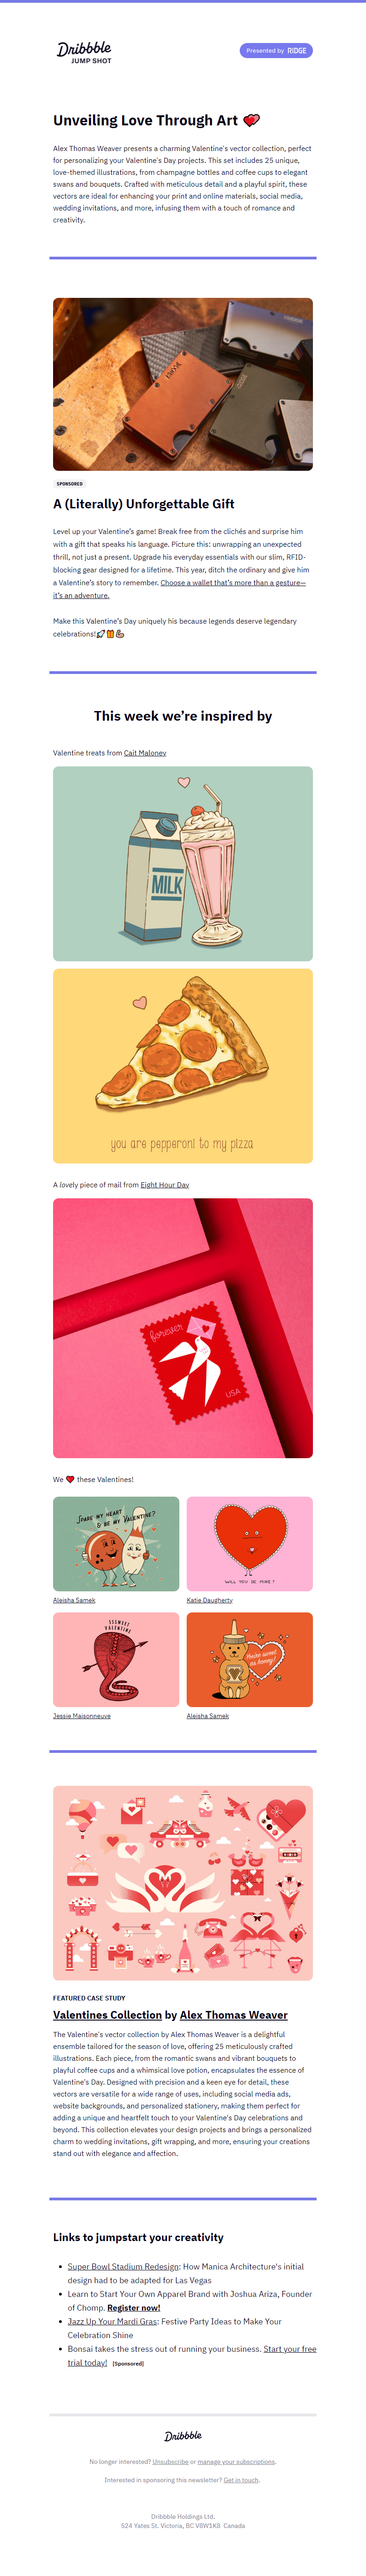 Dribbble
JUMP SHOT
Presented by RIDGE
Unveiling Love Through Art
Alex Thomas Weaver presents a charming Valentine's vector collection, perfect
for personalizing your Valentine's Day projects. This set includes 25 unique,
love-themed illustrations, from champagne bottles and coffee cups to elegant
swans and bouquets. Crafted with meticulous detail and a playful spirit, these
vectors are ideal for enhancing your print and online materials, social media,
wedding invitations, and more, infusing them with a touch of romance and
creativity.
SPONSORED
A (Literally) Unforgettable Gift
Level up your Valentine's game! Break free from the clichés and surprise him
with a gift that speaks his language. Picture this: unwrapping an unexpected
thrill, not just a present. Upgrade his everyday essentials with our slim, RFID-
blocking gear designed for a lifetime. This year, ditch the ordinary and give him
a Valentine's story to remember. Choose a wallet that's more than a gesture—
it's an adventure.
Make this Valentine's Day uniquely his because legends deserve legendary
celebrations!
This week we're inspired by
Valentine treats from Cait Maloney
MILK
you are pepperoni to my pizza
A lovely piece of mail from Eight Hour Day
forever
USA
We ❤️ these Valentines!
SPARE MY HEART
& BE MY VALENTINE?
WILL YOU BE MINE?
Aleisha Samek
Katie Daugherty
SSSWEET
VALENTINE
You're sweet
as honey!
Jessie Maisonneuve
Aleisha Samek
FEATURED CASE STUDY
Valentines Collection by Alex Thomas Weaver
The Valentine's vector collection by Alex Thomas Weaver is a delightful
ensemble tailored for the season of love, offering 25 meticulously crafted
illustrations. Each piece, from the romantic swans and vibrant bouquets to
playful coffee cups and a whimsical love potion, encapsulates the essence of
Valentine's Day. Designed with precision and a keen eye for detail, these
vectors are versatile for a wide range of uses, including social media ads,
website backgrounds, and personalized stationery, making them perfect for
adding a unique and heartfelt touch to your Valentine's Day celebrations and
beyond. This collection elevates your design projects and brings a personalized
charm to wedding invitations, gift wrapping, and more, ensuring your creations
stand out with elegance and affection.
Links to jumpstart your creativity
• Super Bowl Stadium Redesign: How Manica Architecture's initial
design had to be adapted for Las Vegas
• Learn to Start Your Own Apparel Brand with Joshua Ariza, Founder
of Chomp. Register now!
• Jazz Up Your Mardi Gras: Festive Party Ideas to Make Your
Celebration Shine
• Bonsai takes the stress out of running your business. Start your free
trial today! [Sponsored]
Dribbble
No longer interested? Unsubscribe or manage your subscriptions.
Interested in sponsoring this newsletter? Get in touch.
Dribbble Holdings Ltd.
524 Yates St. Victoria, BC V8W1K8 Canada